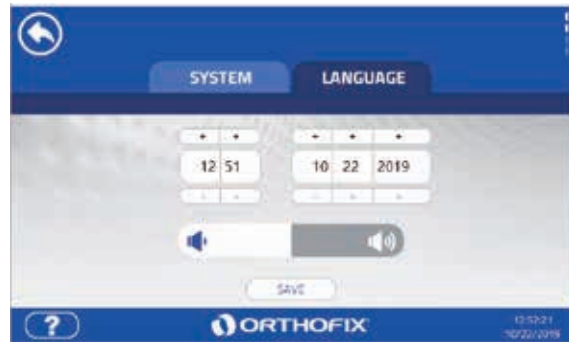 SYSTEM LANGUAGE
+ + + + +
12 51 10 22 2019
SAVE
? ORTHOFIX 12:52:21
10/22/2019